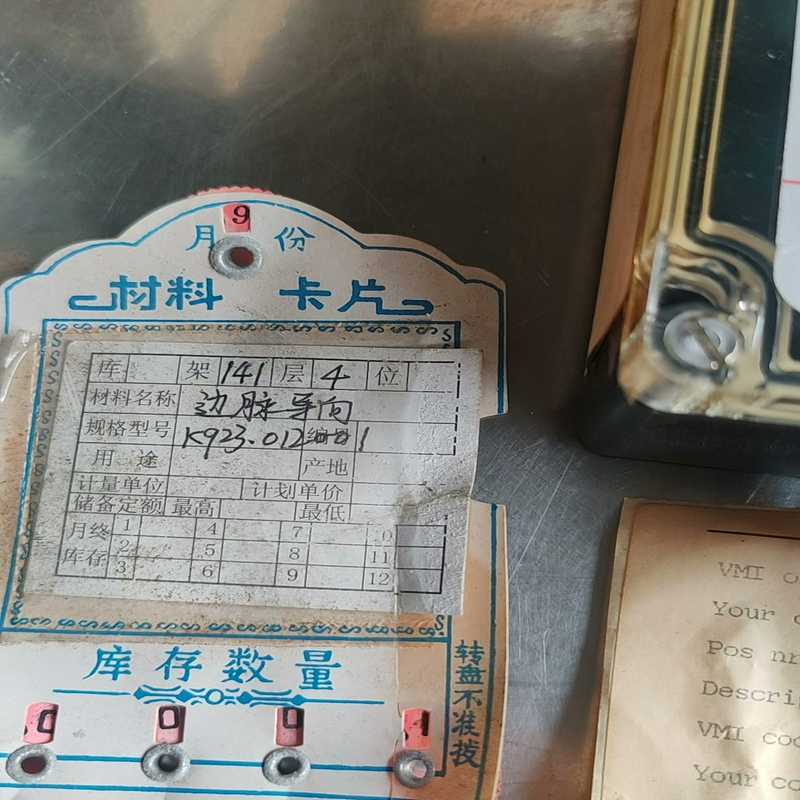 9
月 份
材料 卡片
库 架 141 层 4 位
材料名称 边脉导向
规格型号 K923.012 编号 1
用 途 产地
计量单位 计划单价
储备定额 最高 最低
月终 1 4 7 0
库存 2 5 8 11
3 6 9 12
库存数量
转盘不准拔
0 0
VMI
Your
Pos nr
VMI
Your